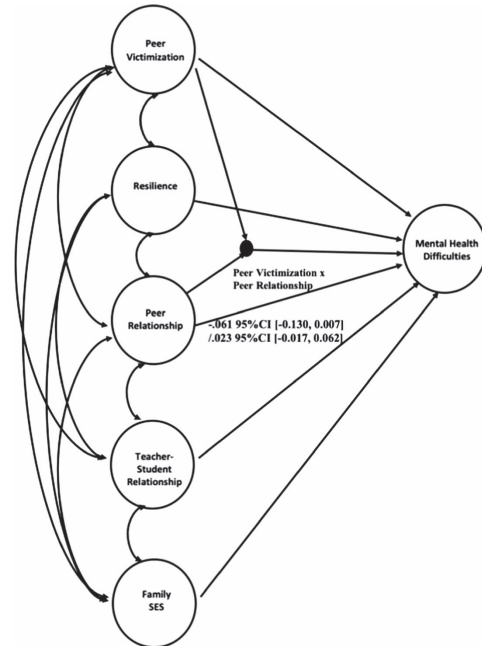 Peer
Victimization
Resilience
Mental Health
Difficulties
Peer Victimization x
Peer Relationship
Peer
Relationship
-.061 95%CI [-0.130, 0.007]
/.023 95%CI [-0.017, 0.062]
Teacher-
Student
Relationship
Family
SES